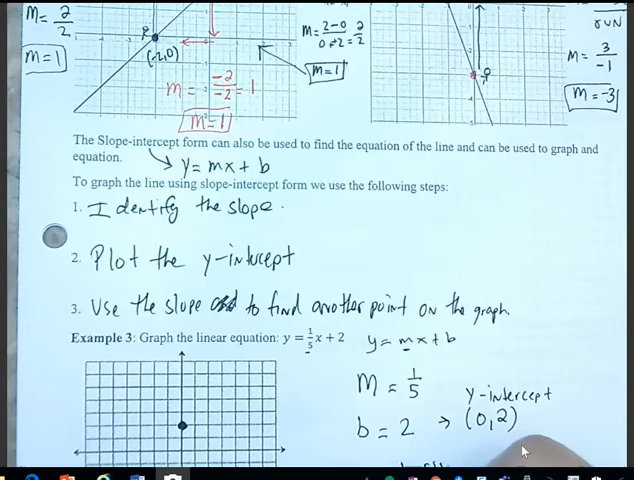 M = 2/2
M = 1
(-2,0)
M = -2/-2 = 1
M = 1
M = 2-0/0+2 = 2/2
M = 1
run
M = 3/-1
M = -3
The Slope-intercept form can also be used to find the equation of the line and can be used to graph and
equation.
y = mx + b
To graph the line using slope-intercept form we use the following steps:
1. Identify the slope.
2. Plot the y-intercept
3. Use the slope to find another point on the graph.
Example 3: Graph the linear equation: y = 1/5 x + 2
y = mx + b
M = 1/5
y-intercept
b = 2 → (0,2)